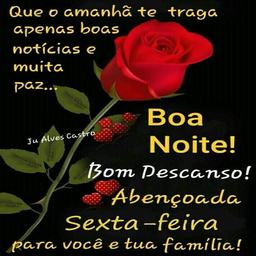 Que o amanhã te traga
apenas boas
notícias e
muita
paz...
Ju Alves Castro
Boa
Noite!
Bom Descanso!
Abençoada
Sexta-feira
para você e tua família!